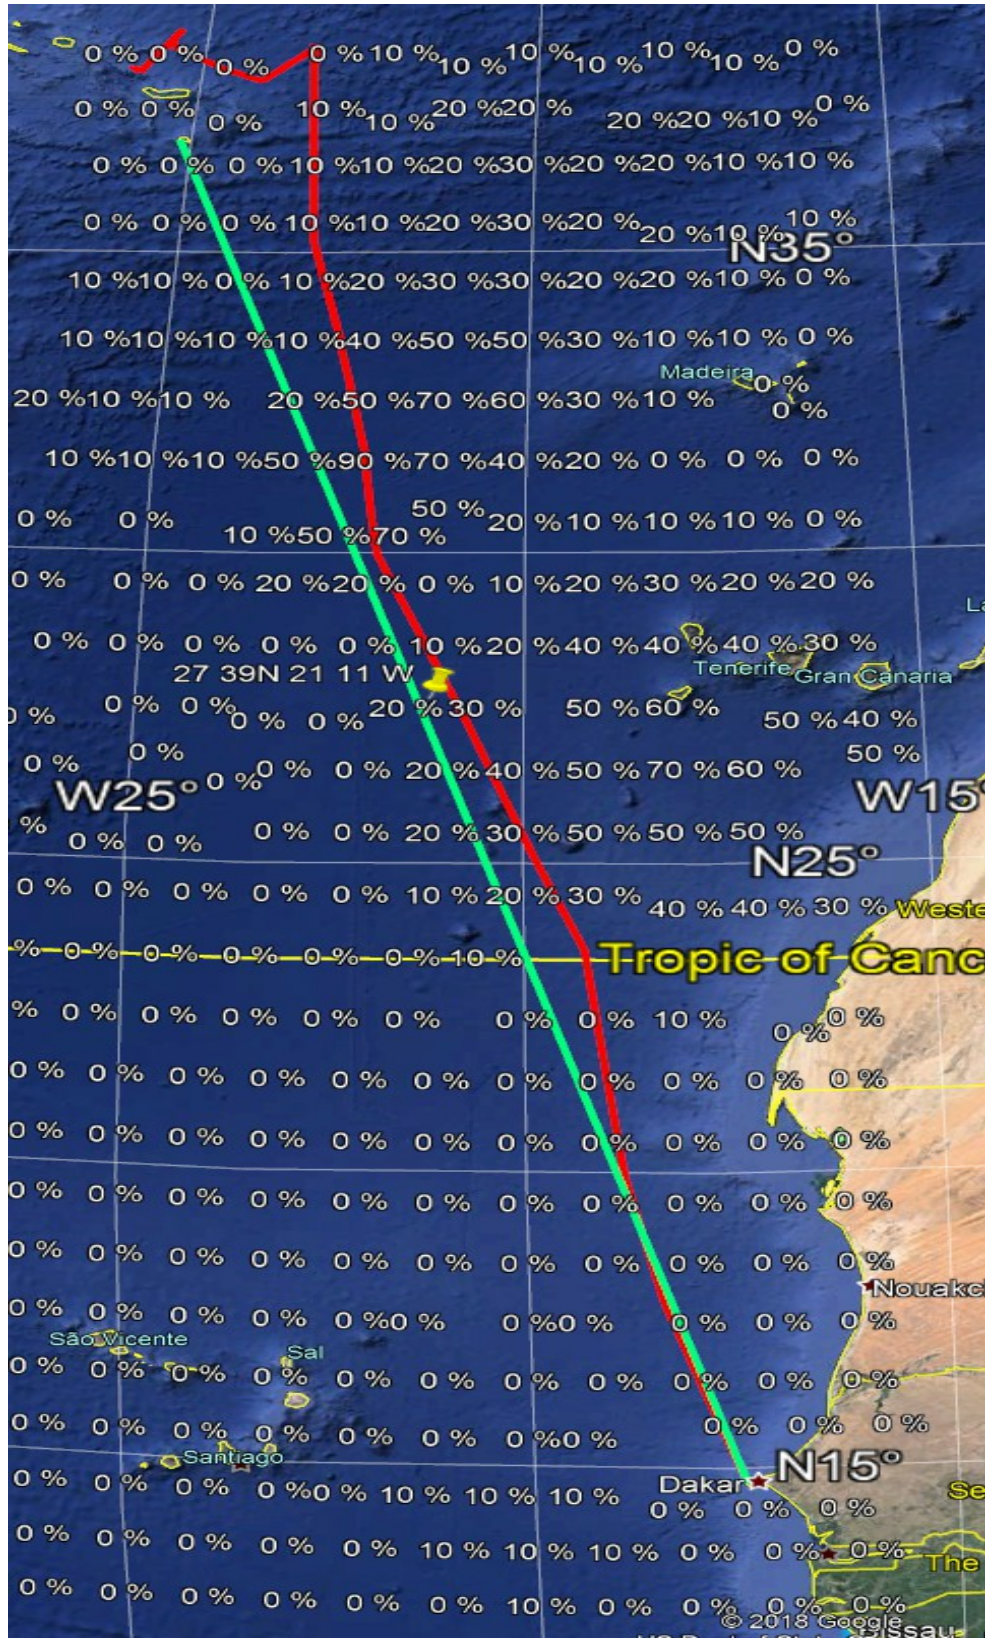 0 % 0 % 0 % 0 % 10 % 10 % 10 % 10 % 10 % 10 % 0 %
0 % 0 % 0 % 10 % 10 % 20 % 20 % 20 % 20 % 10 % 0 %
0 % 0 % 0 % 10 % 10 % 20 % 30 % 20 % 20 % 10 % 10 %
0 % 0 % 0 % 10 % 10 % 20 % 30 % 20 % 20 % 10 % 10 %
N35°
10 % 10 % 0 % 10 % 20 % 30 % 30 % 20 % 20 % 10 % 0 %
10 % 10 % 10 % 10 % 40 % 50 % 50 % 30 % 10 % 10 % 0 %
Madeira
20 % 10 % 10 % 20 % 50 % 70 % 60 % 30 % 10 % 0 % 0 %
10 % 10 % 10 % 50 % 90 % 70 % 40 % 20 % 0 % 0 % 0 %
0 % 0 % 10 % 50 % 70 % 50 % 20 % 10 % 10 % 10 % 0 %
0 % 0 % 0 % 20 % 20 % 0 % 10 % 20 % 30 % 20 % 20 %
0 % 0 % 0 % 0 % 0 % 10 % 20 % 40 % 40 % 40 % 30 %
27 39N 21 11 W Tenerife Gran Canaria
0 % 0 % 0 % 0 % 0 % 20 % 30 % 50 % 60 % 50 % 40 %
0 % 0 % 0 % 0 % 0 % 20 % 40 % 50 % 70 % 60 % 50 %
W25° W15°
% 0 % 0 % 0 % 0 % 20 % 30 % 50 % 50 % 50 %
N25°
0 % 0 % 0 % 0 % 0 % 10 % 20 % 30 % 40 % 40 % 30 % Weste
% 0 % 0 % 0 % 0 % 0 % 10 % Tropic of Canc
% 0 % 0 % 0 % 0 % 0 % 0 % 0 % 10 % 0 % 0 %
0 % 0 % 0 % 0 % 0 % 0 % 0 % 0 % 0 % 0 % 0 %
0 % 0 % 0 % 0 % 0 % 0 % 0 % 0 % 0 % 0 % 0 %
0 % 0 % 0 % 0 % 0 % 0 % 0 % 0 % 0 % 0 % 0 %
0 % 0 % 0 % 0 % 0 % 0 % 0 % 0 % 0 % 0 % 0 %
Nouakc
0 % 0 % 0 % 0 % 0 % 0 % 0 % 0 % 0 % 0 %
São Vicente Sal
0 % 0 % 0 % 0 % 0 % 0 % 0 % 0 % 0 % 0 % 0 %
0 % 0 % 0 % 0 % 0 % 0 % 0 % 0 % 0 % 0 % 0 %
Santiago
Dakar N15°
0 % 0 % 0 % 0 % 0 % 10 % 10 % 10 % 0 % 0 % 0 %
Se
0 % 0 % 0 % 0 % 0 % 10 % 10 % 10 % 0 % 0 % 0 %
The
0 % 0 % 0 % 0 % 0 % 0 % 10 % 0 % 0 % 0 % 0 %
© 2018 Google
Bissau